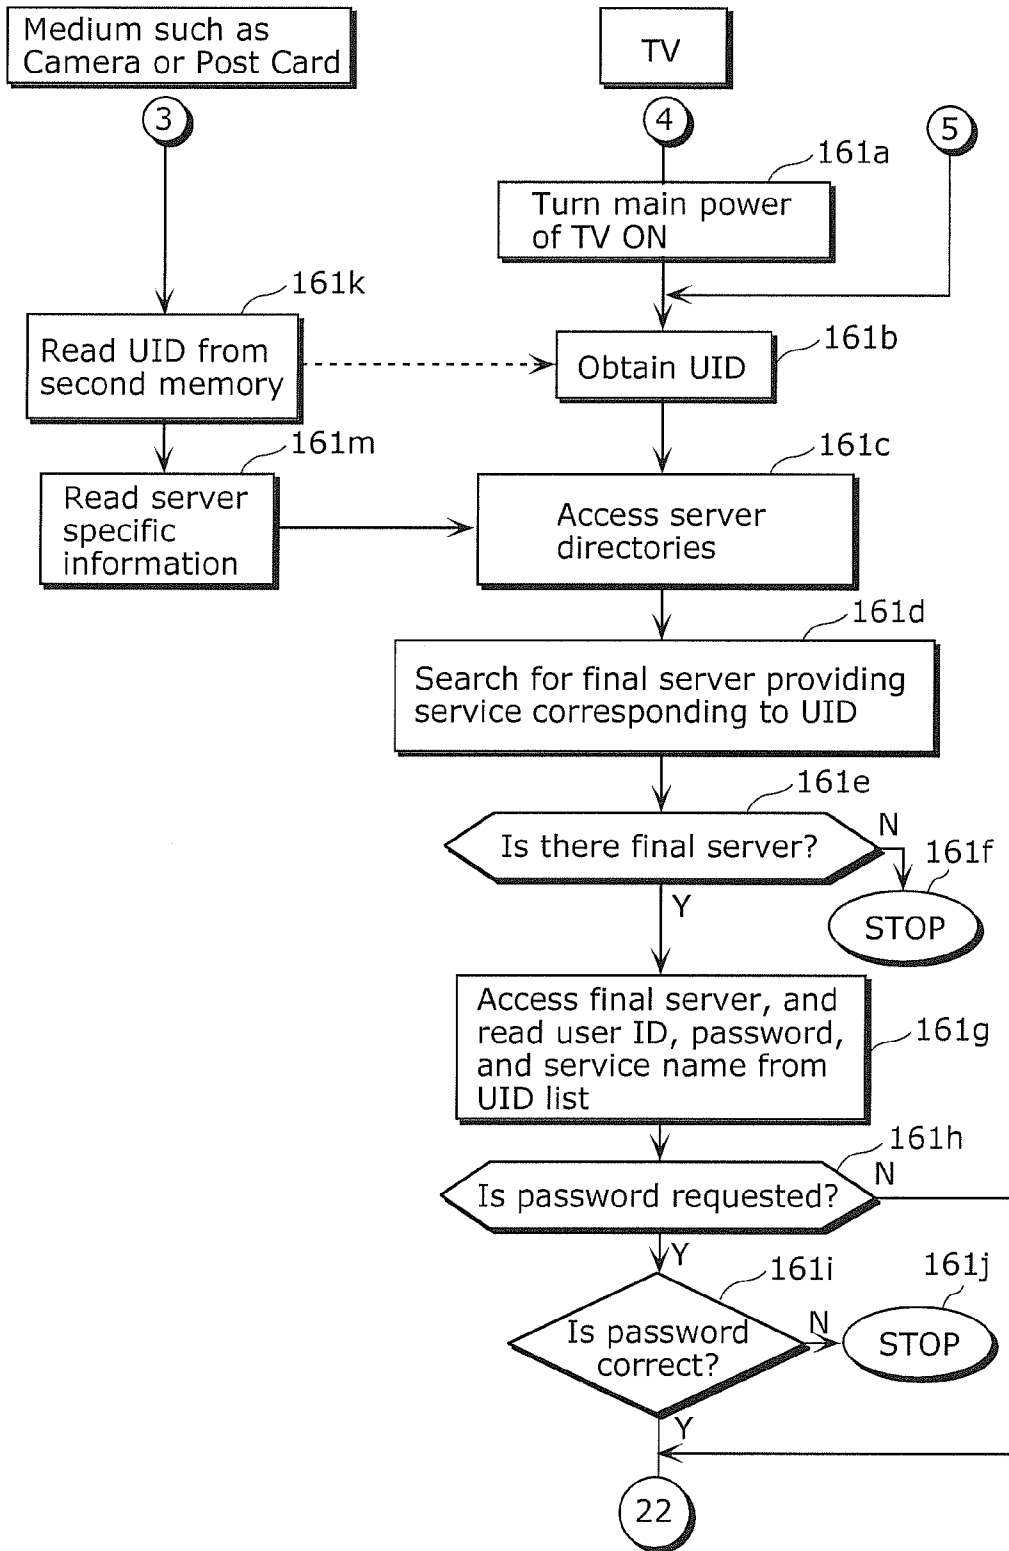 Medium such as
Camera or Post Card
TV
3
4
5
161a
Turn main power
of TV ON
161k
Read UID from
second memory
161b
Obtain UID
161m
Read server
specific
information
161c
Access server
directories
161d
Search for final server providing
service corresponding to UID
161e
Is there final server?
N
161f
STOP
Y
Access final server, and
read user ID, password,
and service name from
UID list
161g
161h
Is password requested?
N
Y
161i
Is password
correct?
N
161j
STOP
Y
22